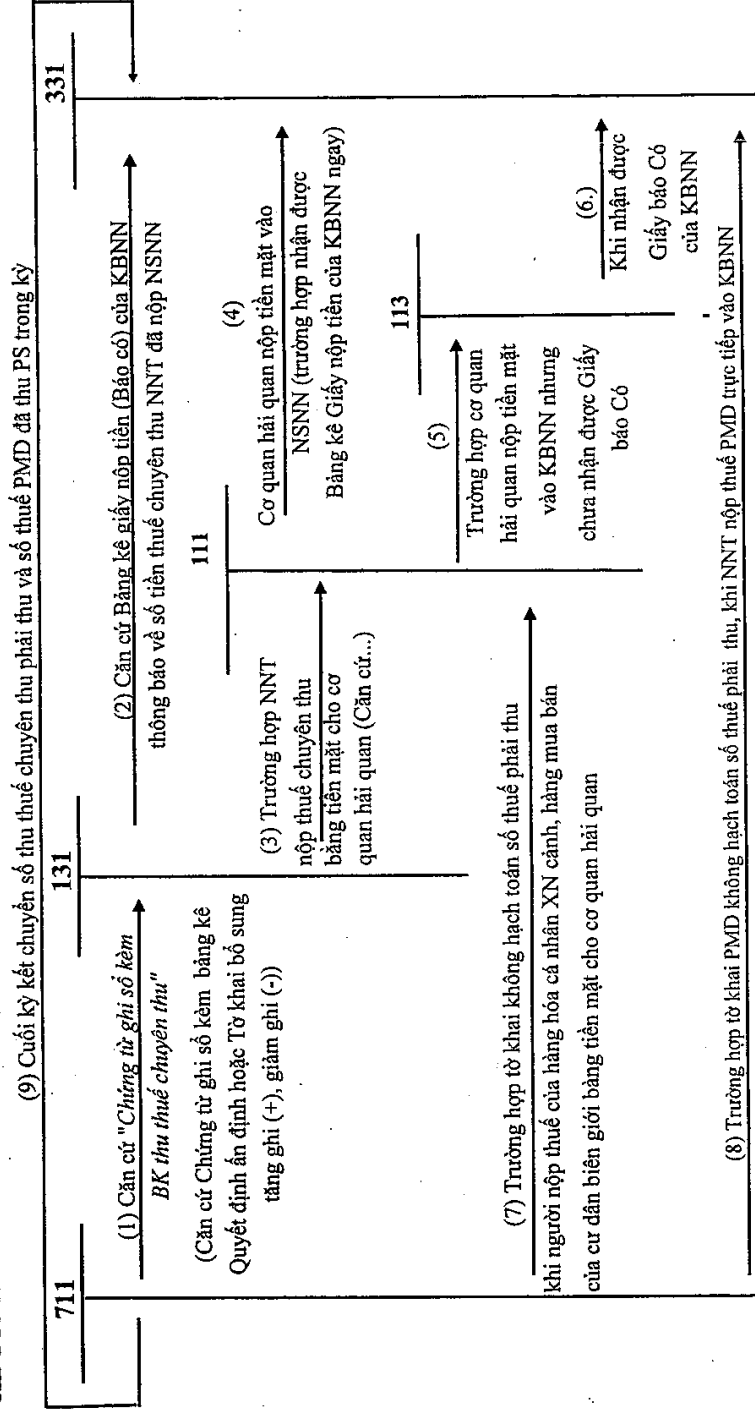 (9) Cuối kỳ kết chuyển số thu thuế chuyên thu phải thu và số thuế PMD đã thu PS trong kỳ
711
131
331
(1) Căn cứ "Chứng từ ghi sổ kèm
BK thu thuế chuyên thu"
(Căn cứ Chứng từ ghi sổ kèm bảng kê
Quyết định ấn định hoặc Tờ khai bổ sung
tăng ghi (+), giảm ghi (-))
(2) Căn cứ Bảng kê giấy nộp tiền (Báo có) của KBNN
thông báo về số tiền thuế chuyên thu NNT đã nộp NSNN
111
(3) Trường hợp NNT
nộp thuế chuyên thu
bằng tiền mặt cho cơ
quan hải quan (Căn cứ...)
(4)
Cơ quan hải quan nộp tiền mặt vào
NSNN (trường hợp nhận được
Bảng kê Giấy nộp tiền của KBNN ngay)
113
(5)
Trường hợp cơ quan
hải quan nộp tiền mặt
vào KBNN nhưng
chưa nhận được Giấy
báo Có
(6.)
Khi nhận được
Giấy báo Có
của KBNN
(7) Trường hợp tờ khai không hạch toán số thuế phải thu
khi người nộp thuế của hàng hóa cá nhân XN cảnh, hàng mua bán
của cư dân biên giới bằng tiền mặt cho cơ quan hải quan
(8) Trường hợp tờ khai PMD không hạch toán số thuế phải thu, khi NNT nộp thuế PMD trực tiếp vào KBNN